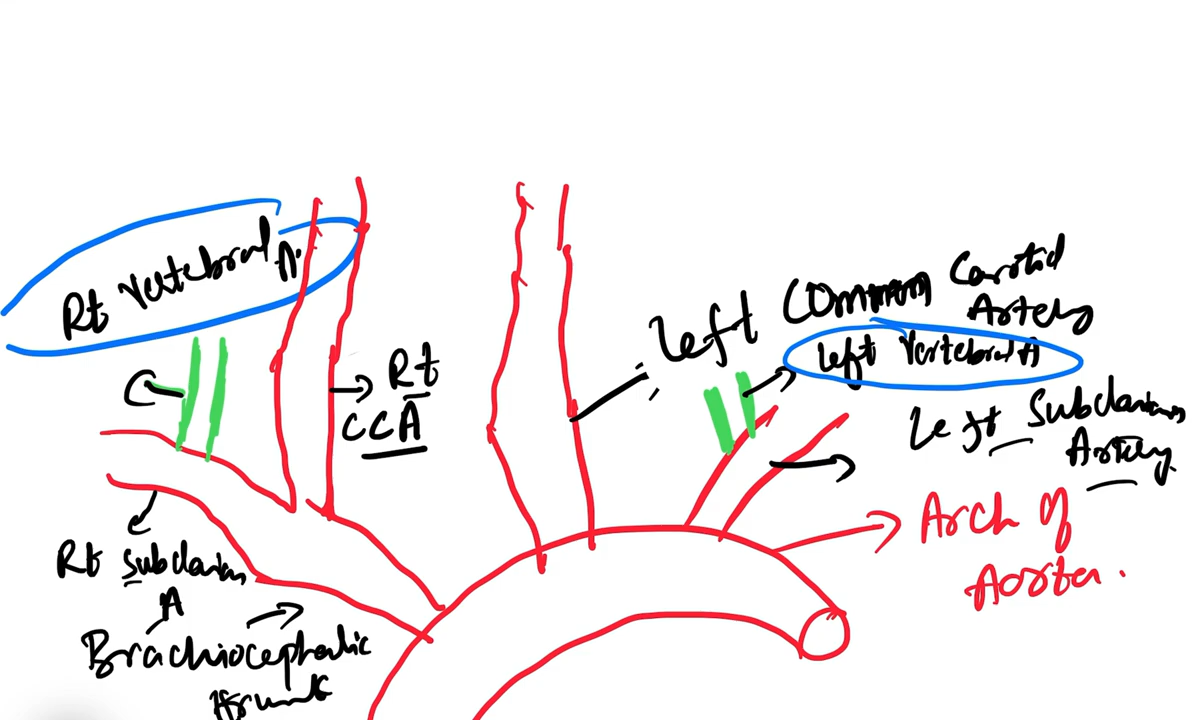 Rt Vertebral A.
Rt
CCA
left Common Carotid
Artery
left Vertebral A
Left Subclavian
Artery
Arch of
Aorta.
Rt Subclavian
A
Brachiocephalic
trunk